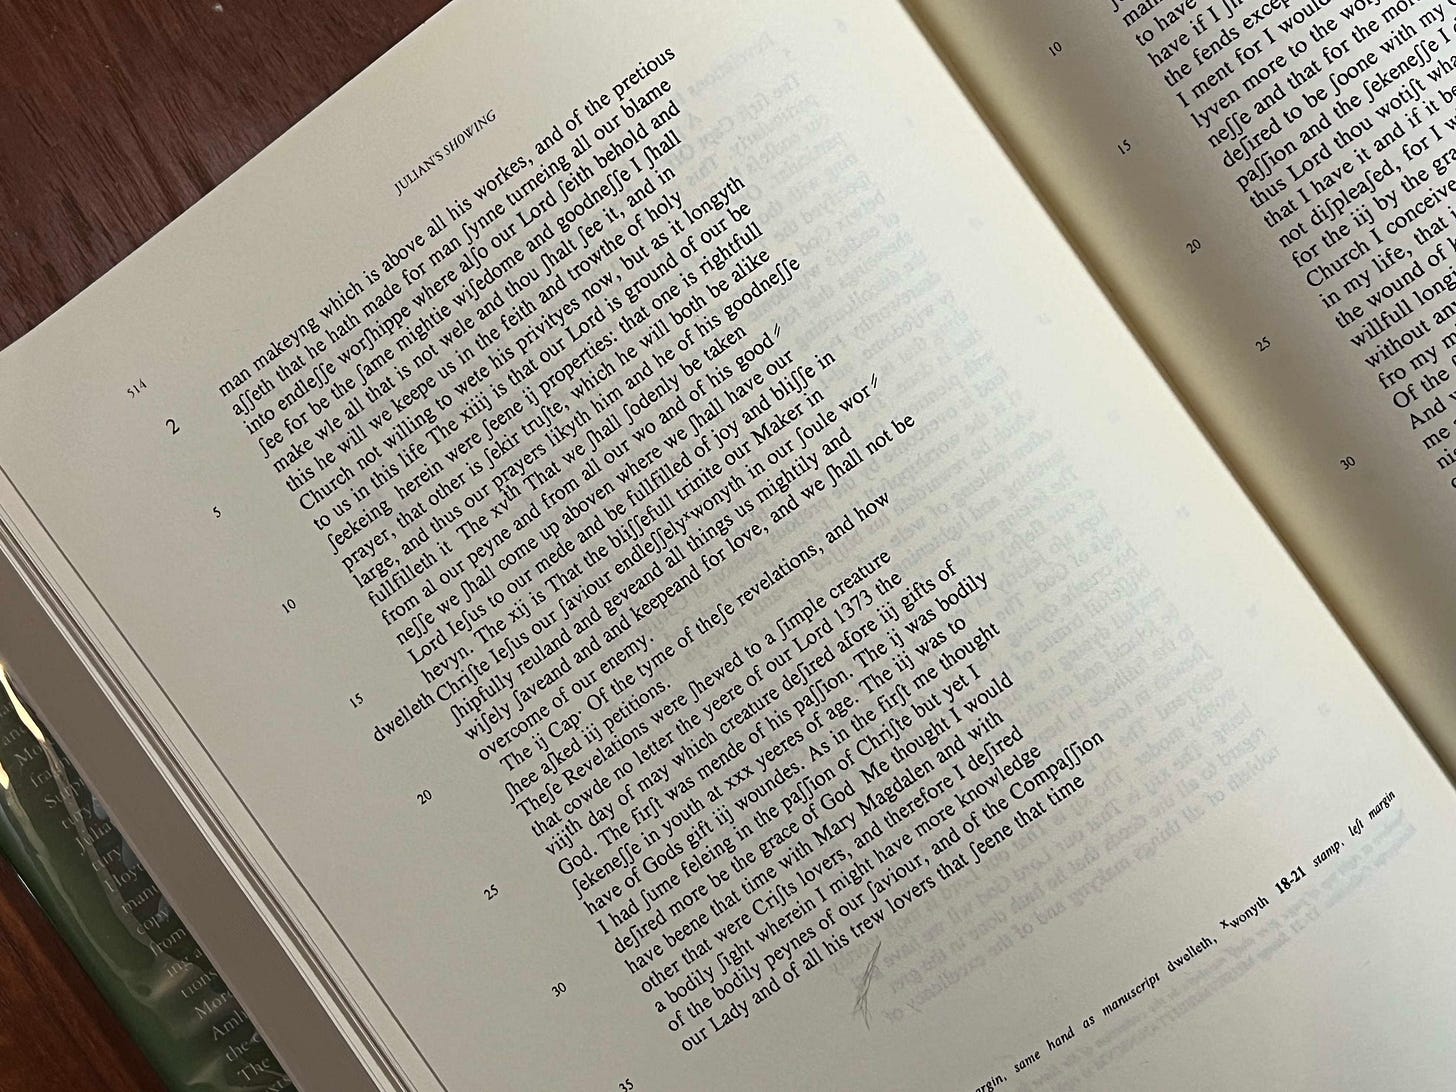 514
JULIAN'S SHOWING
2
man makeyng which is above all his workes, and of the pretious
aſſeth that he hath made for man ſynne turneing all our blame
into endleſſe worſhippe where alſo our Lord ſeith behold and
ſee for be the ſame mightie wiſedome and goodneſſe I ſhall
make wle all that is not wele and thou ſhalt ſee it, and in
this he will we keepe us in the feith and trowthe of holy
Church not willing to wete his privityes now, but as it longyth
to us in this life The xiiij is that our Lord is ground of our be
ſeekeing herein were ſeene ij properties: that one is rightfull
prayer, that other is ſekir truſte, which he will both be alike
large, and thus our prayers likyth him and he of his goodneſſe
fullfilleth it The xvth That we ſhall ſodenly be taken
from al our peyne and from all our wo and of his good⸗
neſſe we ſhall come up aboven where we ſhall have our
Lord Ieſus to our mede and be fulfilled of joy and bliſſe in
hevyn. The xij is That the bliſſefull trinite our Maker in
dwelleth Chriſte Ieſus our ſaviour endleſſelyˣwonyth in our ſoule wor⸗
ſhipfully reuland and geveand all things us mightily and
wiſely ſaveand and keepeand for love, and we ſhall not be
overcome of our enemy.
The ij Cap- Of the tyme of theſe revelations, and how
ſhee aſked iij petitions.
Theſe Revelations were ſhewed to a ſimple creature
that cowde no letter the yeere of our Lord 1373 the
viijth day of may which creature deſired afore iij gifts of
God. The firſt was mende of his paſſion. The ij was bodily
ſekeneſſe in youth at xxx yeeres of age. The iij was to
have of Gods gift iij woundes. As in the firſt me thought
I had ſume feleing in the paſſion of Chriſte but yet I
deſired more be the grace of God Me thought I would
have beene that time with Mary Magdalen and with
other that were Criſts lovers, and therefore I deſired
a bodily ſight wherein I might have more knowledge
of the bodily peynes of our ſaviour, and of the Compaſſion
our Lady and of all his trew lovers that ſeene that time
5
10
15
20
25
30
35
same hand as manuscript dwelleth, ˣwonyth 18-21 stamp, left margin
10
15
20
25
30
to have
have if I ſh
the fends excep
I ment for I would
lyven more to the wor
neſſe and that for the mor
deſired to be ſoone with my
paſſion and the ſekeneſſe I
thus Lord thou wotiſt wha
that I have it and if it be
not diſpleaſed, for I w
for the iij by the gra
Church I conceive
in my life, that i
the wound of
willfull longi
without an
fro my
Of the
And
me